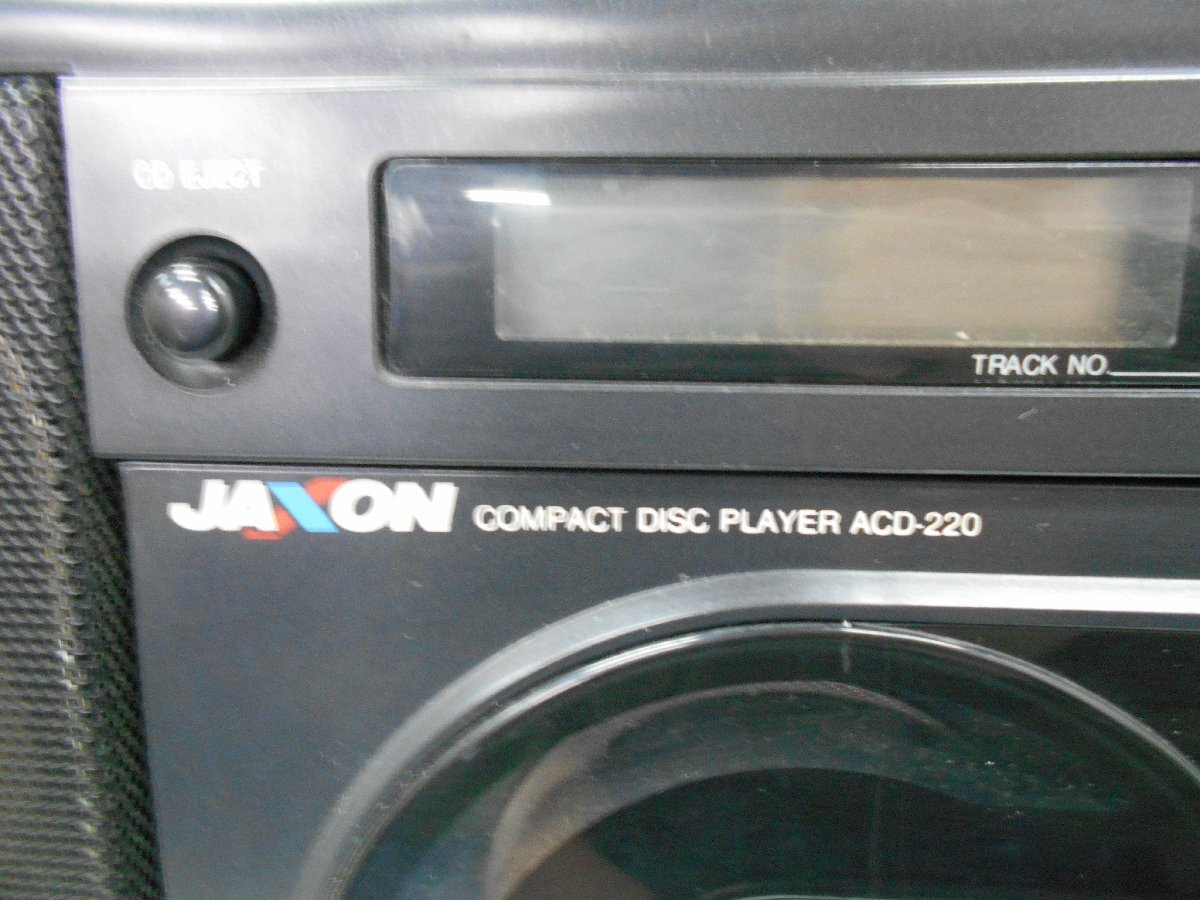 CD EJECT
TRACK NO.
JAXON COMPACT DISC PLAYER ACD-220